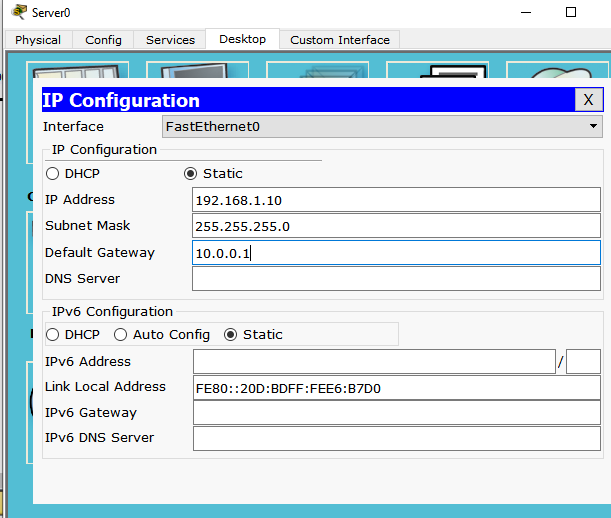 Server0
Physical Config Services Desktop Custom Interface
IP Configuration X
Interface FastEthernet0
IP Configuration
DHCP Static
IP Address 192.168.1.10
Subnet Mask 255.255.255.0
Default Gateway 10.0.0.1
DNS Server
IPv6 Configuration
DHCP Auto Config Static
IPv6 Address /
Link Local Address FE80::20D:BDFF:FEE6:B7D0
IPv6 Gateway
IPv6 DNS Server